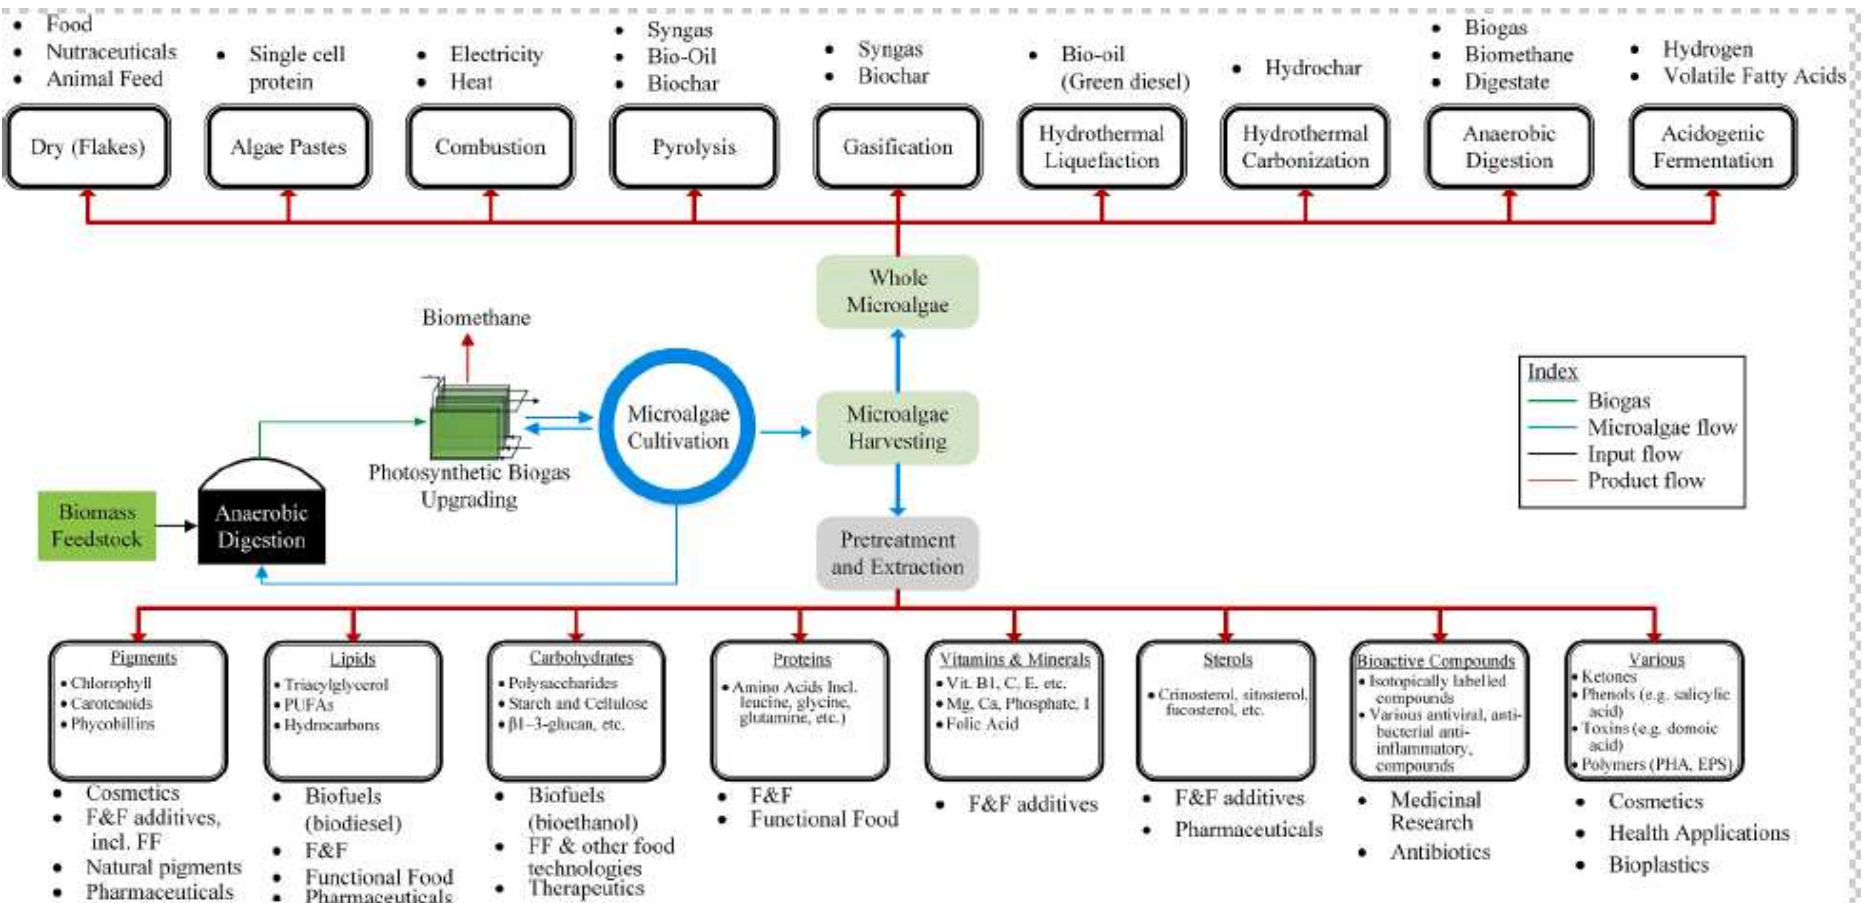 Food
Nutraceuticals
Animal Feed
Single cell
protein
Electricity
Heat
Syngas
Bio-Oil
Biochar
Syngas
Biochar
Bio-oil
(Green diesel)
Hydrochar
Biogas
Biomethane
Digestate
Hydrogen
Volatile Fatty Acids
Dry (Flakes)
Algae Pastes
Combustion
Pyrolysis
Gasification
Hydrothermal
Liquefaction
Hydrothermal
Carbonization
Anaerobic
Digestion
Acidogenic
Fermentation
Whole
Microalgae
Biomethane
Photosynthetic Biogas
Upgrading
Microalgae
Cultivation
Microalgae
Harvesting
Biomass
Feedstock
Anaerobic
Digestion
Pretreatment
and Extraction
Index
Biogas
Microalgae flow
Input flow
Product flow
Pigments
Chlorophyll
Carotenoids
Phycobillins
Cosmetics
F&F additives,
incl. FF
Natural pigments
Pharmaceuticals
Lipids
Triacylglycerol
PUFAs
Hydrocarbons
Biofuels
(biodiesel)
F&F
Functional Food
Pharmaceuticals
Carbohydrates
Polysaccharides
Starch and Cellulose
β1–3-glucan, etc.
Biofuels
(bioethanol)
FF & other food
technologies
Therapeutics
Proteins
Amino Acids Incl.
leucine, glycine,
glutamine, etc.)
F&F
Functional Food
Vitamins & Minerals
Vit. B1, C, E, etc.
Mg, Ca, Phosphate, I
Folic Acid
F&F additives
Sterols
Crinosterol, sitosterol,
fucosterol, etc.
F&F additives
Pharmaceuticals
Bioactive Compounds
Isotopically labelled
compounds
Various antiviral, anti-
bacterial anti-
inflammatory,
compounds
Medicinal
Research
Antibiotics
Various
Ketones
Phenols (e.g. salicylic
acid)
Toxins (e.g. domoic
acid)
Polymers (PHA, EPS)
Cosmetics
Health Applications
Bioplastics